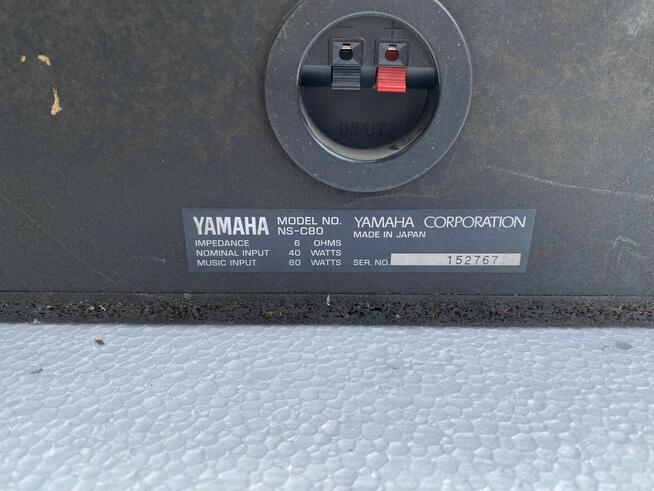 - +
INPUT
YAMAHA MODEL NO. NS-C80 YAMAHA CORPORATION
MADE IN JAPAN
IMPEDANCE 6 OHMS
NOMINAL INPUT 40 WATTS
MUSIC INPUT 80 WATTS SER. NO. 152767